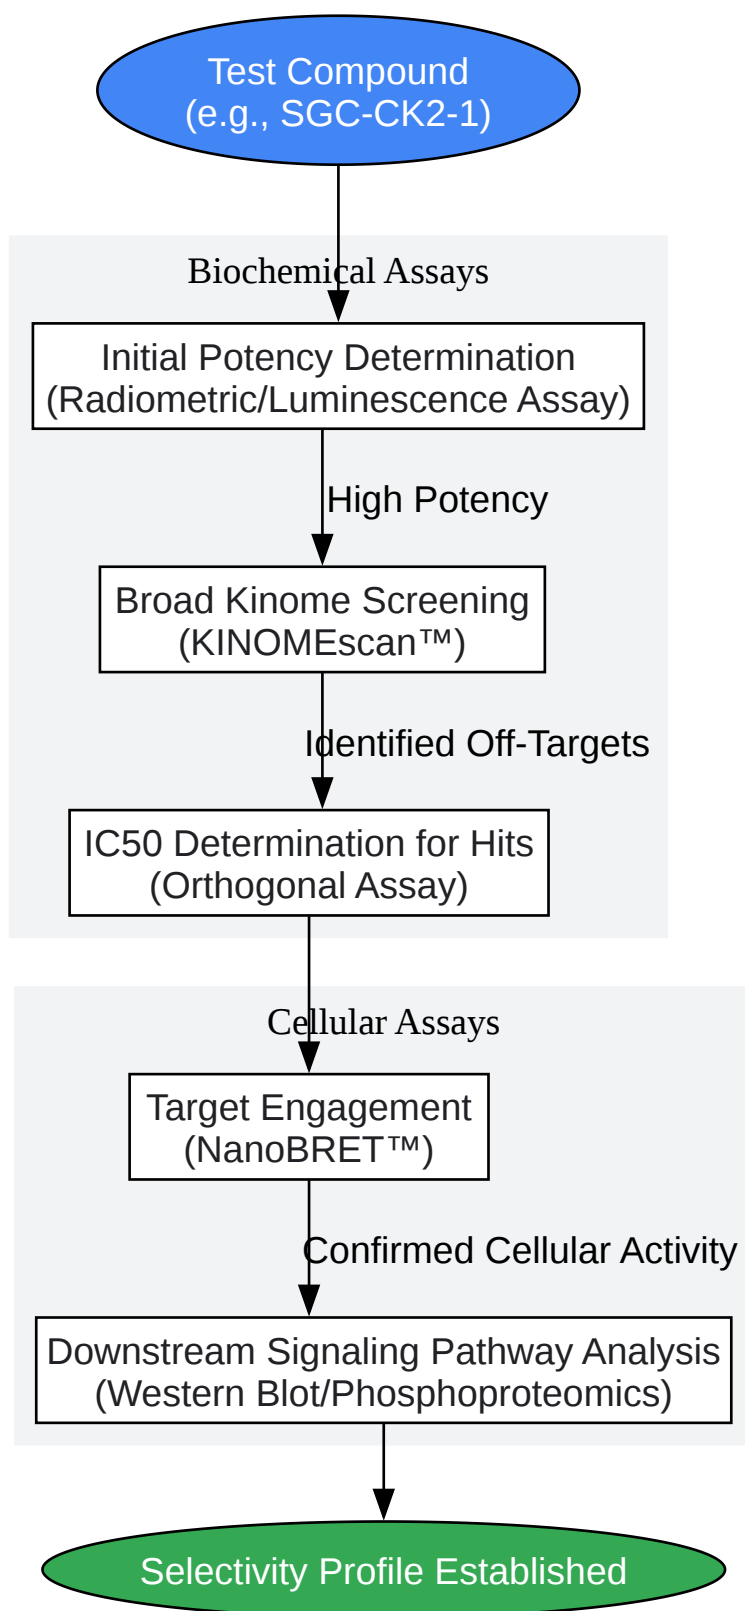 Test Compound
(e.g., SGC-CK2-1)
Biochemical Assays
Initial Potency Determination
(Radiometric/Luminescence Assay)
High Potency
Broad Kinome Screening
(KINOMEscan™)
Identified Off-Targets
IC50 Determination for Hits
(Orthogonal Assay)
Cellular Assays
Target Engagement
(NanoBRET™)
Confirmed Cellular Activity
Downstream Signaling Pathway Analysis
(Western Blot/Phosphoproteomics)
Selectivity Profile Established